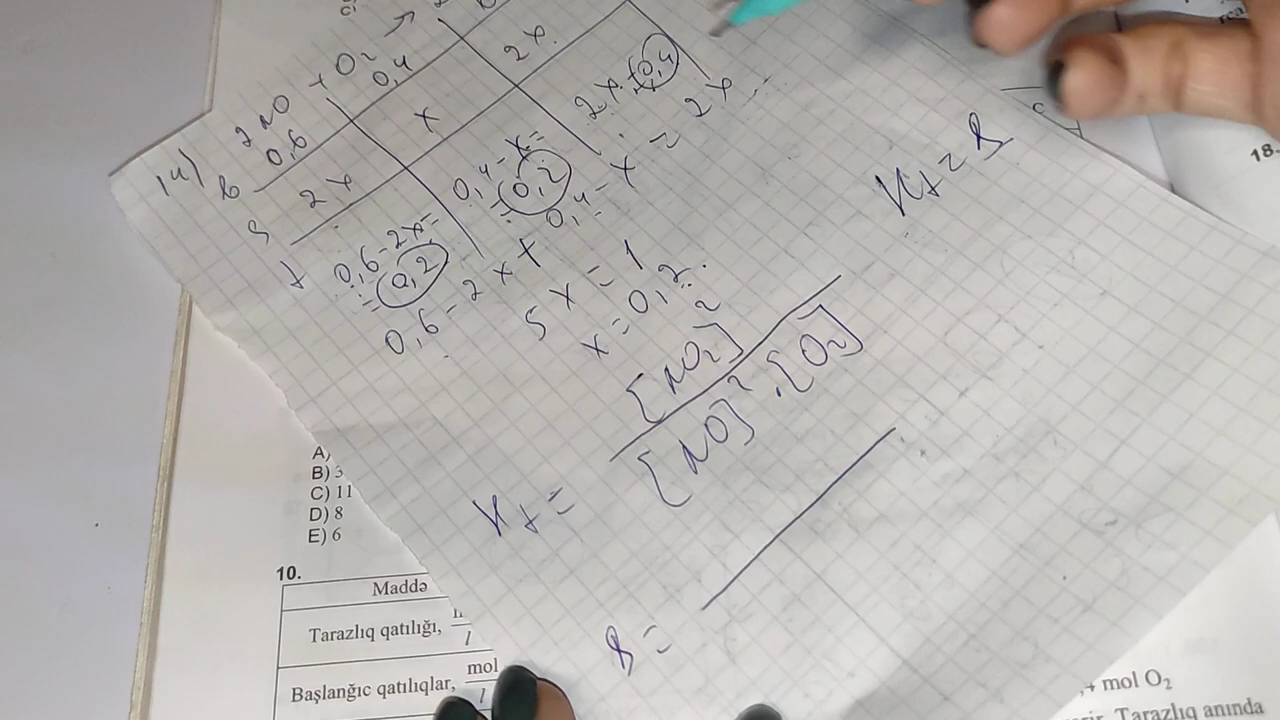 14) 2NO + O2 →
b 0,6 0,4
s 2x x 2x
t 0,6-2x= 0,4-x= 2x=0,4
=0,2 =0,2
0,6-2x+0,4-x=2x
5x=1
x=0,2
Kt=8
Kt= [NO2]²
[NO]²·[O2]
8=
A)
B) 3
C) 11
D) 8
E) 6
10.
Maddə
Tarazlıq qatılığı,
l
Başlanğıc qatılıqlar, mol
l
18.
mol O2
Tarazlıq anında